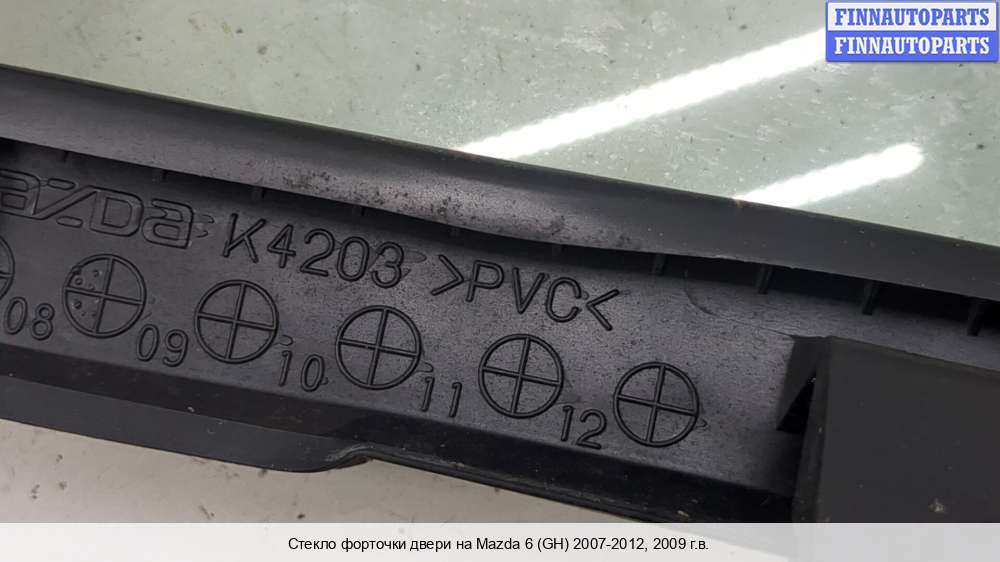 FINNAUTOPARTS
FINNAUTOPARTS
mazda K4203 >PVC<
08 09 10 11 12
Стекло форточки двери на Mazda 6 (GH) 2007-2012, 2009 г.в.